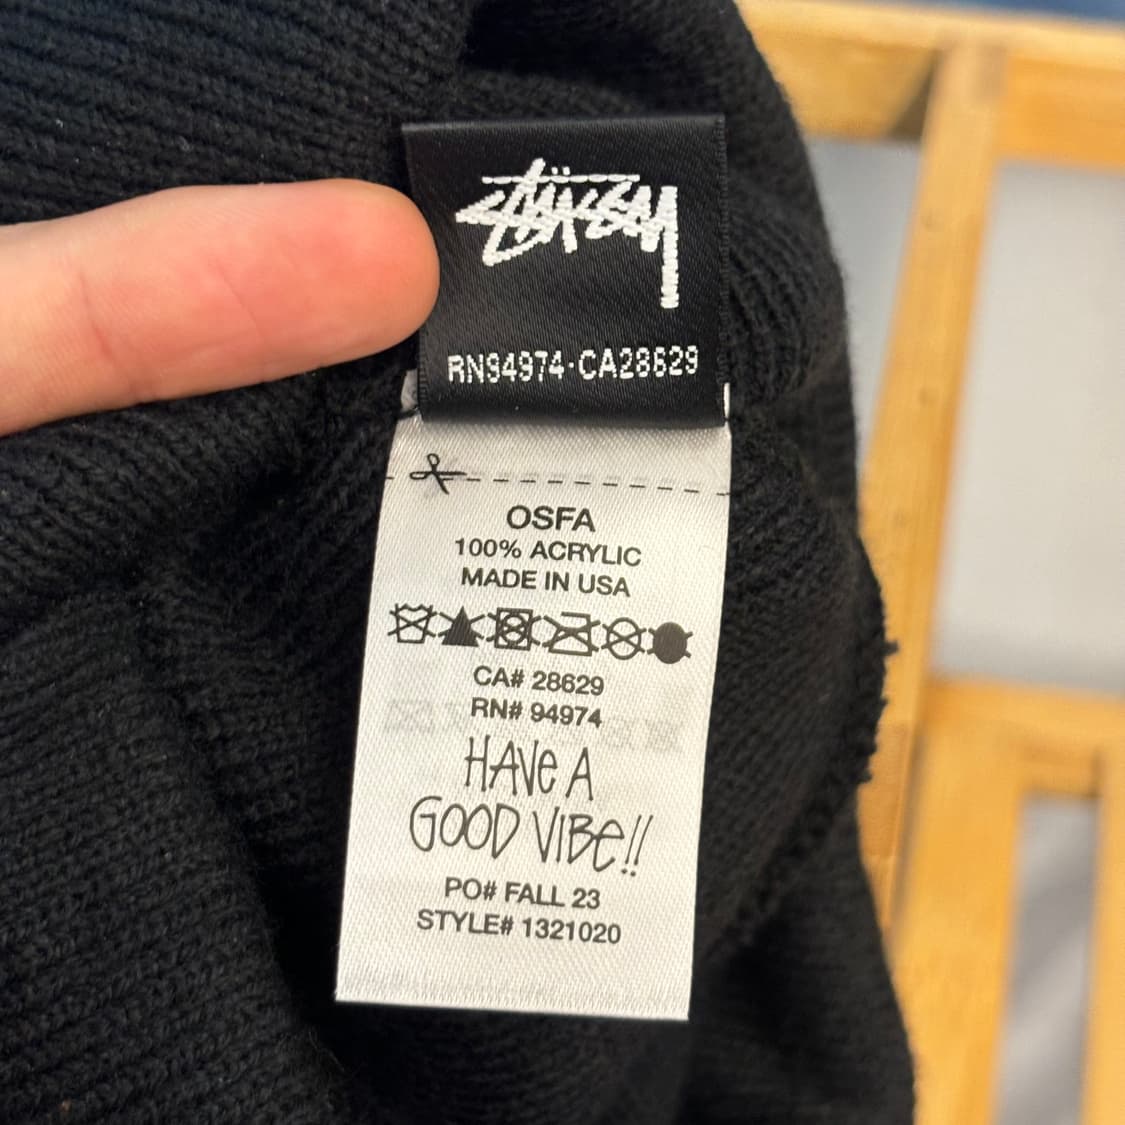 Stüssy
RN94974·CA28629
OSFA
100% ACRYLIC
MADE IN USA
CA# 28629
RN# 94974
HAVe A
GOOD VIBe!!
PO# FALL 23
STYLE# 1321020